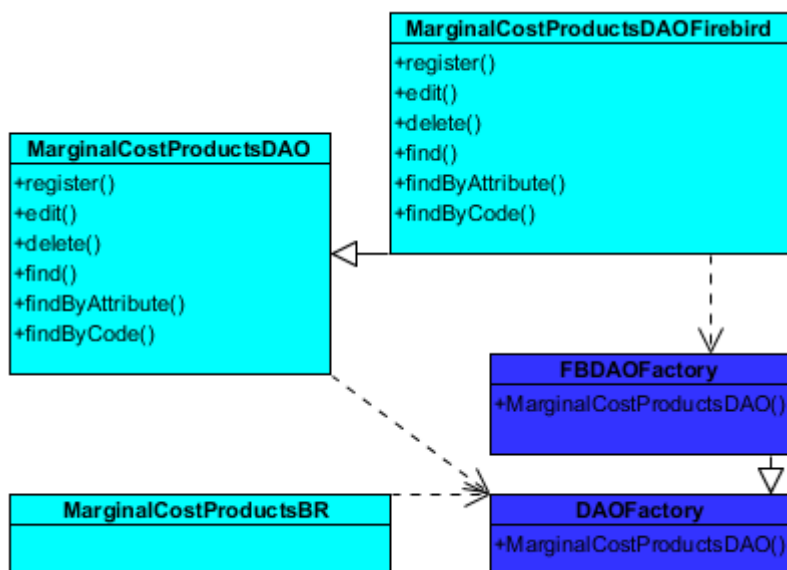 MarginalCostProductsDAOFirebird
+register()
+edit()
+delete()
+find()
+findByAttribute()
+findByCode()
MarginalCostProductsDAO
+register()
+edit()
+delete()
+find()
+findByAttribute()
+findByCode()
FBDAOFactory
+MarginalCostProductsDAO()
MarginalCostProductsBR
DAOFactory
+MarginalCostProductsDAO()